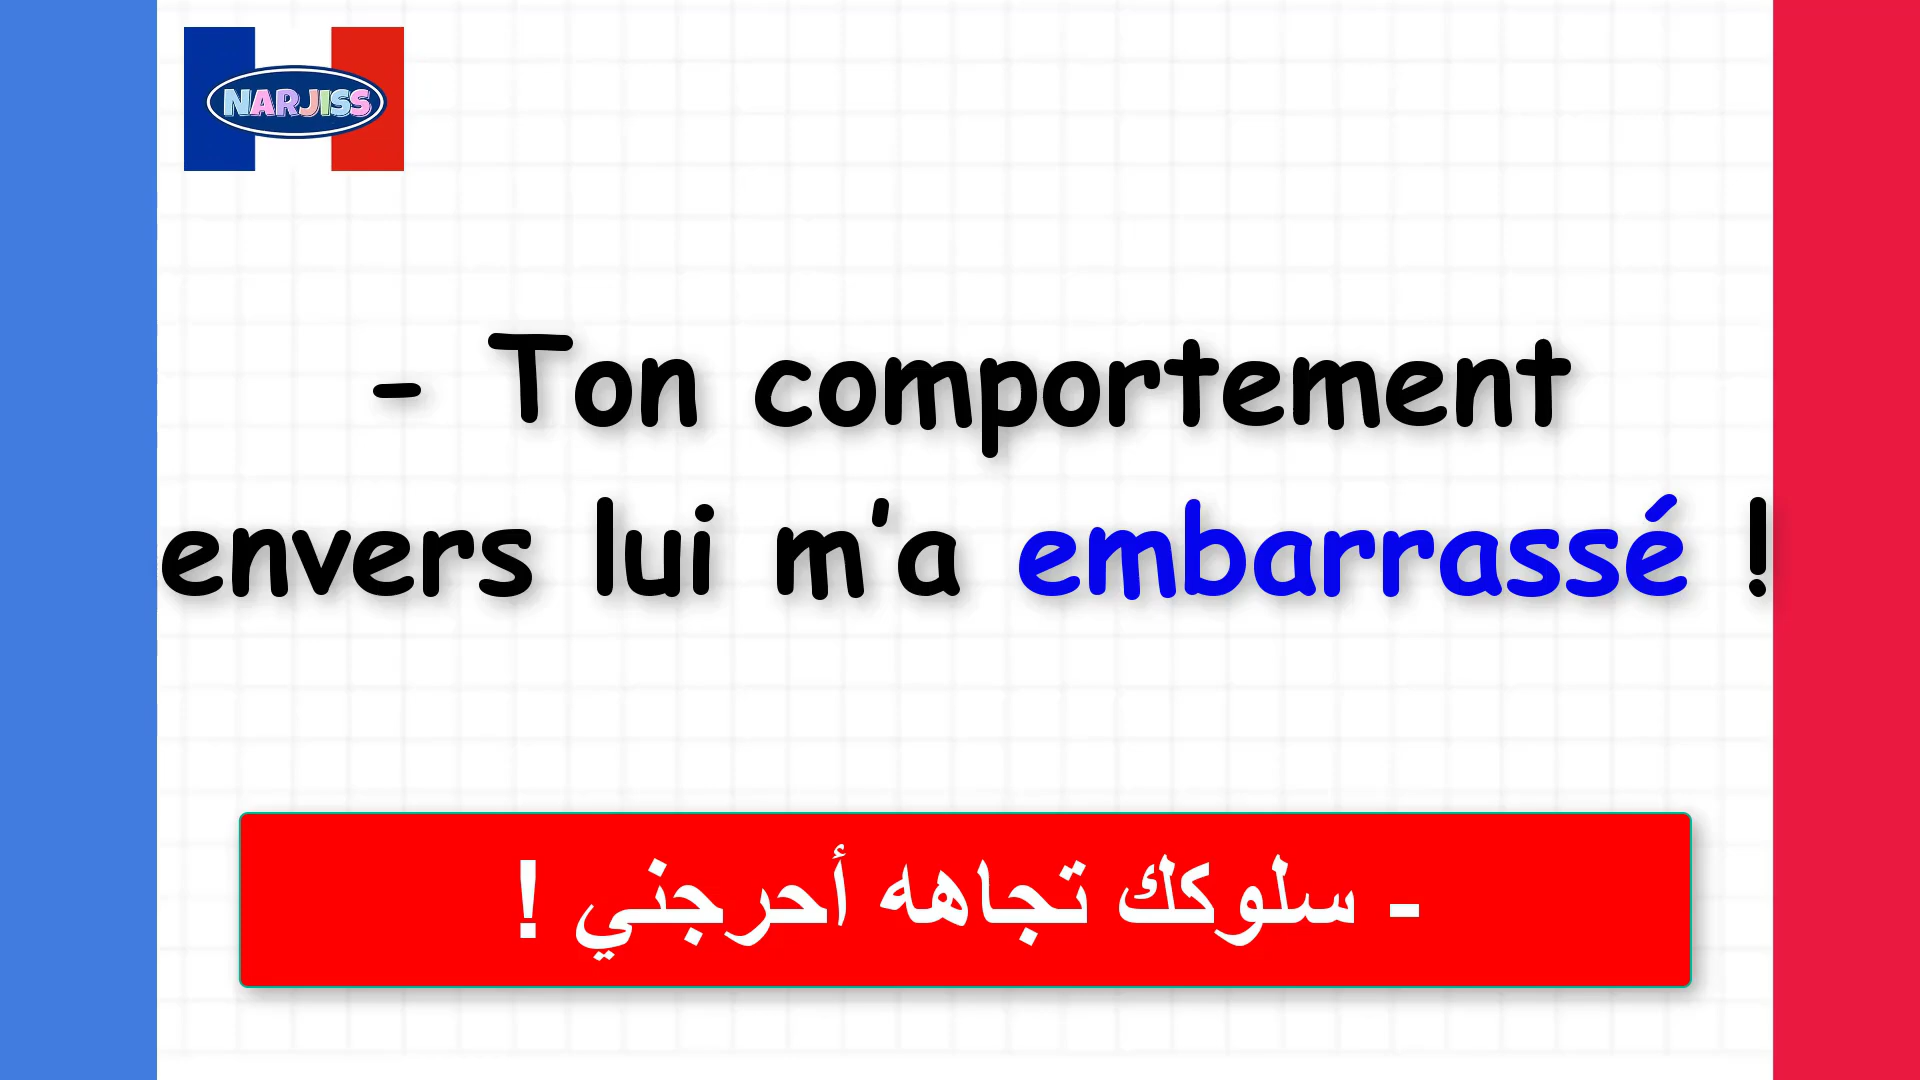 NARJISS
- Ton comportement
envers lui m'a embarrassé !
- سلوكك تجاهه أحرجني !